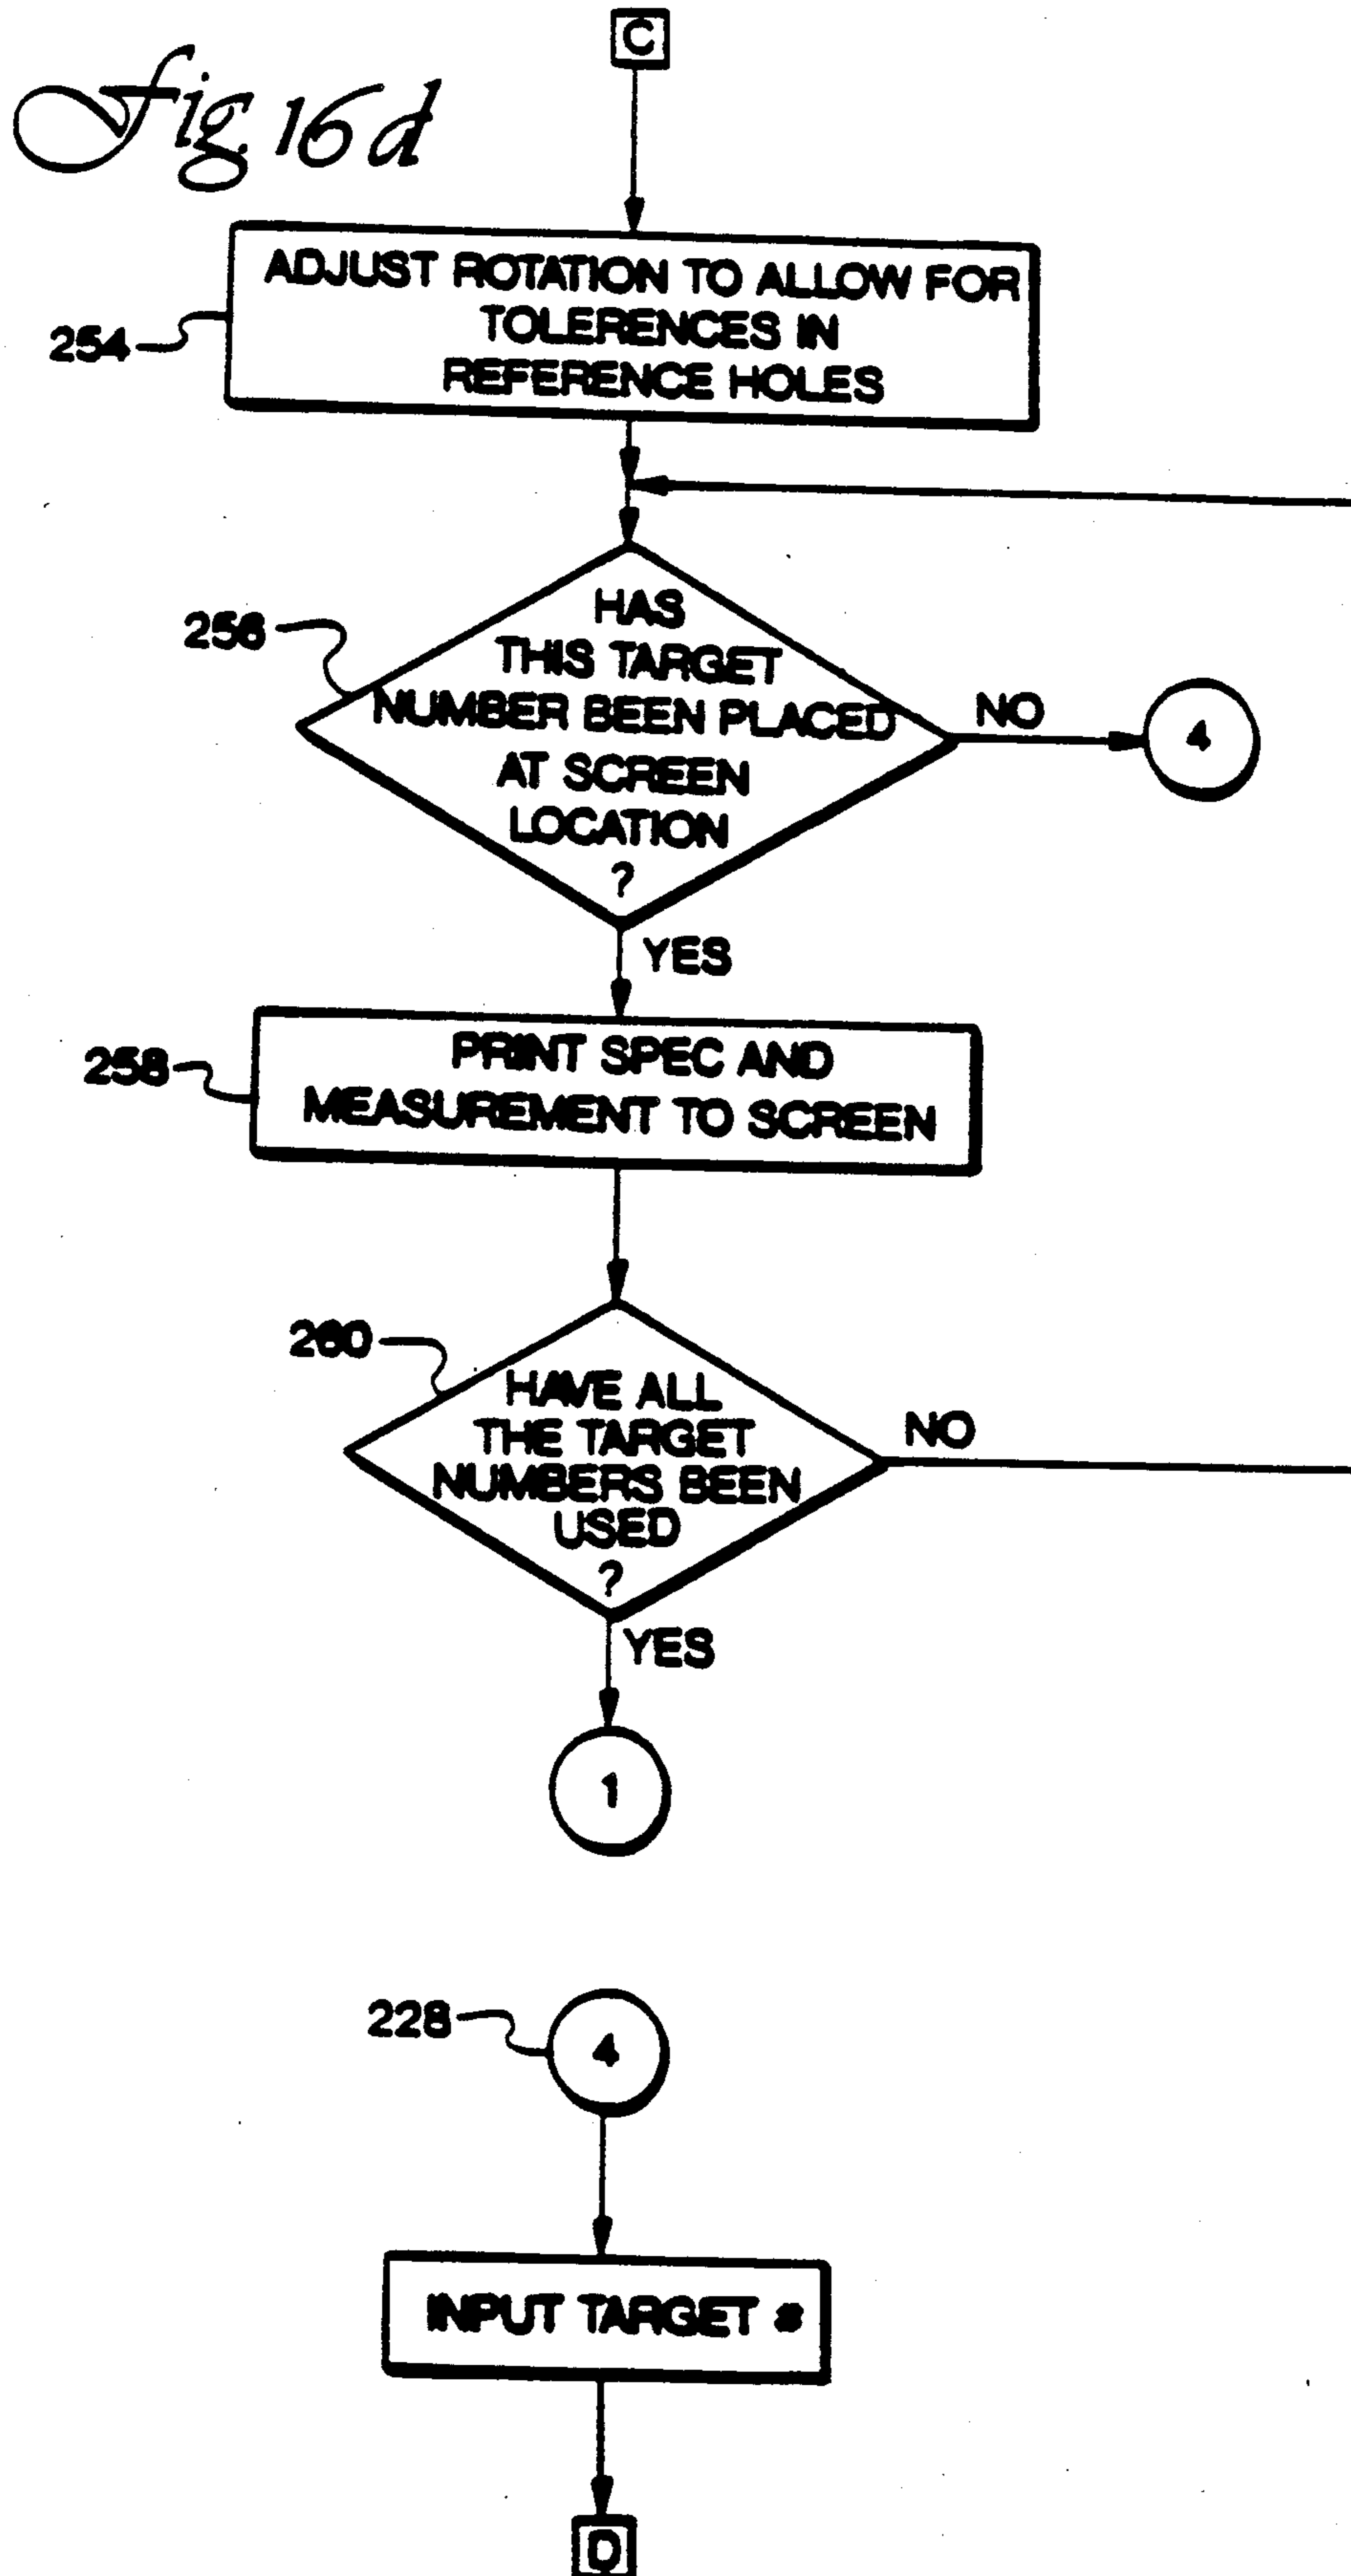 C
Fig. 16d
ADJUST ROTATION TO ALLOW FOR
TOLERENCES IN
REFERENCE HOLES
254
HAS
THIS TARGET
NUMBER BEEN PLACED
AT SCREEN
LOCATION
?
256
NO
4
YES
PRINT SPEC AND
MEASUREMENT TO SCREEN
258
HAVE ALL
THE TARGET
NUMBERS BEEN
USED
?
260
NO
YES
1
228
4
INPUT TARGET #
D